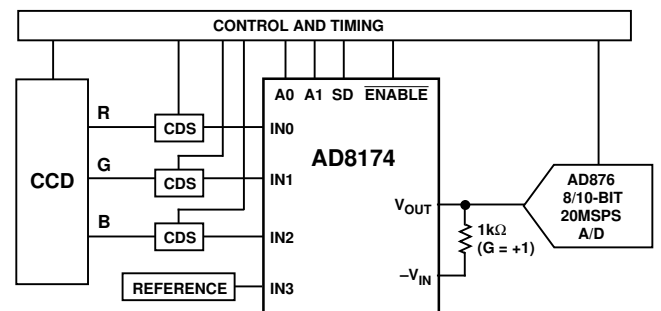 CONTROL AND TIMING
A0 A1 SD ENABLE
R
CDS
IN0
AD8174
G
CCD
CDS
IN1
AD876
8/10-BIT
20MSPS
A/D
VOUT
B
CDS
IN2
1kΩ
(G = +1)
–VIN
REFERENCE
IN3